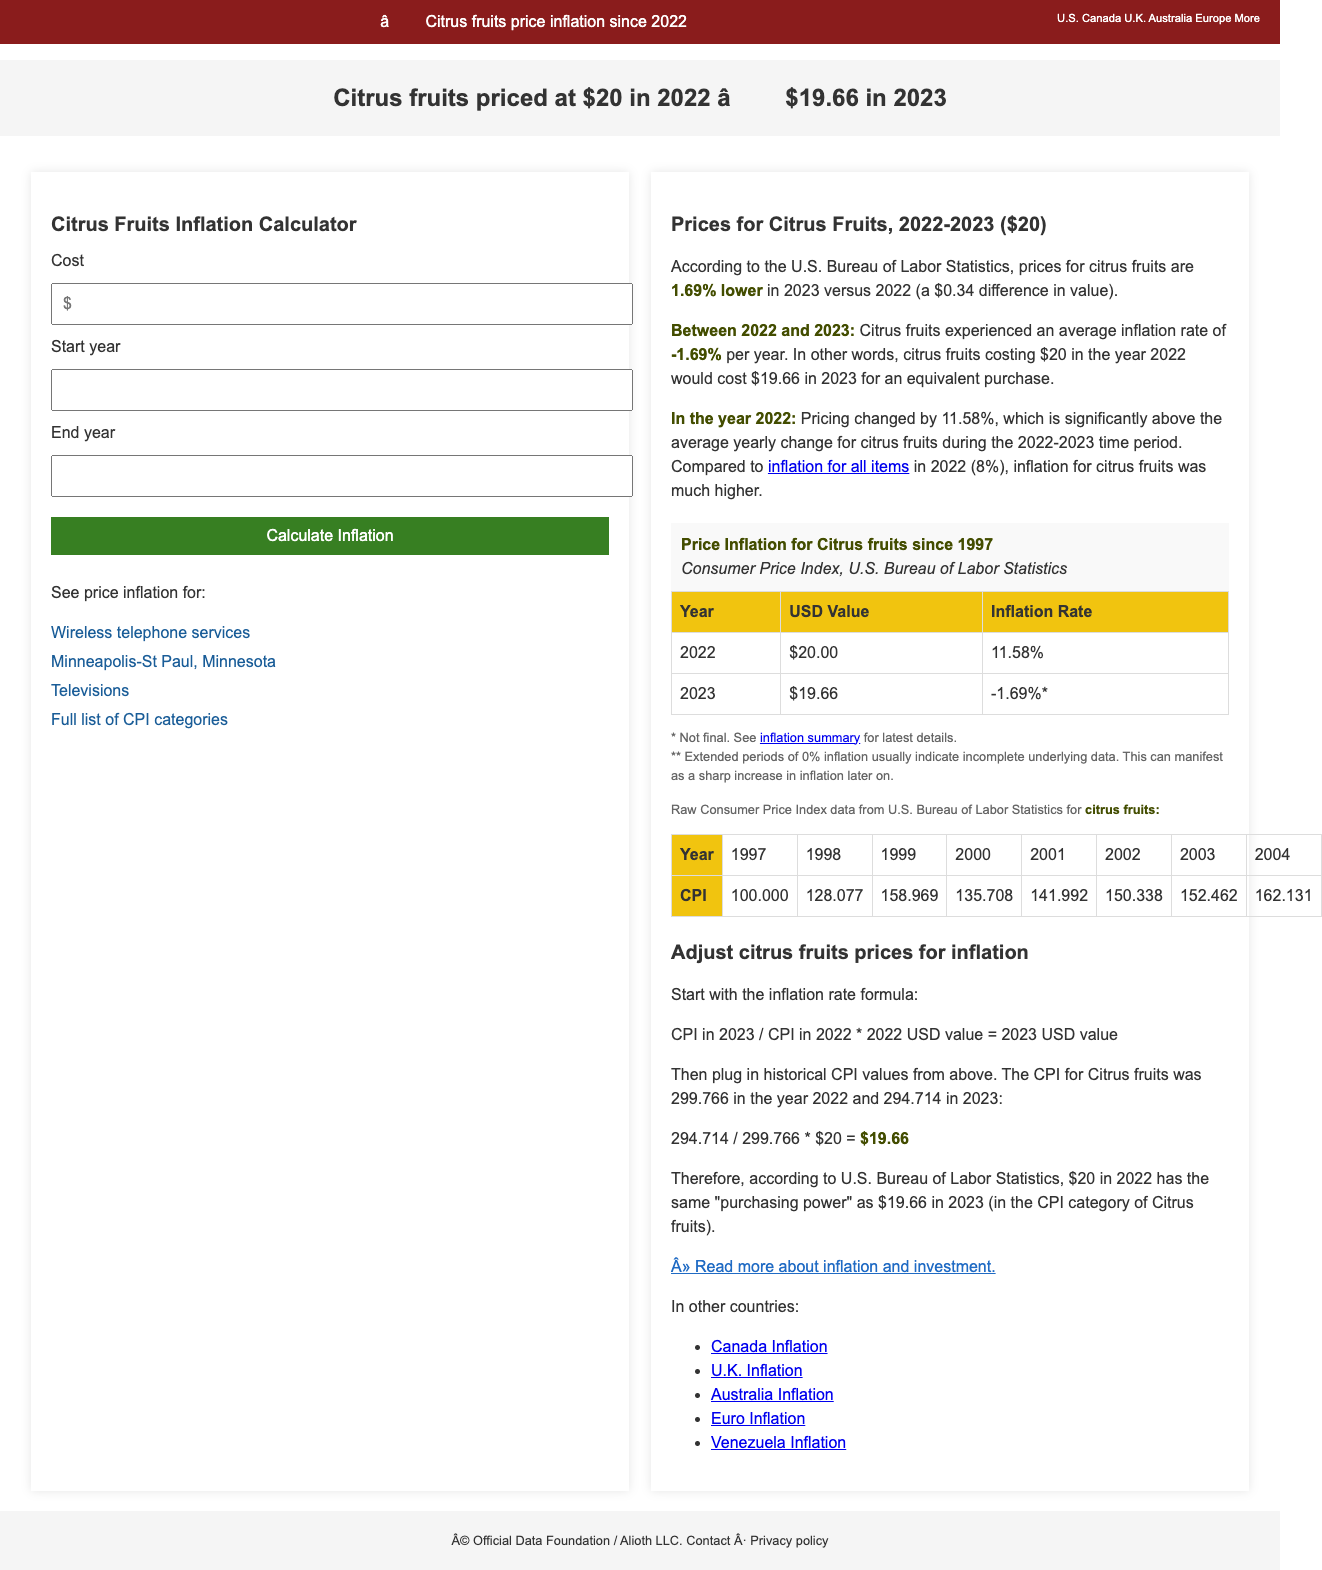 â Citrus fruits price inflation since 2022
U.S. Canada U.K. Australia Europe More
Citrus fruits priced at $20 in 2022 â $19.66 in 2023
Citrus Fruits Inflation Calculator
Cost
$
Start year
End year
Calculate Inflation
See price inflation for:
Wireless telephone services
Minneapolis-St Paul, Minnesota
Televisions
Full list of CPI categories
Prices for Citrus Fruits, 2022-2023 ($20)
According to the U.S. Bureau of Labor Statistics, prices for citrus fruits are
1.69% lower in 2023 versus 2022 (a $0.34 difference in value).
Between 2022 and 2023: Citrus fruits experienced an average inflation rate of
-1.69% per year. In other words, citrus fruits costing $20 in the year 2022
would cost $19.66 in 2023 for an equivalent purchase.
In the year 2022: Pricing changed by 11.58%, which is significantly above the
average yearly change for citrus fruits during the 2022-2023 time period.
Compared to inflation for all items in 2022 (8%), inflation for citrus fruits was
much higher.
Price Inflation for Citrus fruits since 1997
Consumer Price Index, U.S. Bureau of Labor Statistics
Year USD Value Inflation Rate
2022 $20.00 11.58%
2023 $19.66 -1.69%*
* Not final. See inflation summary for latest details.
** Extended periods of 0% inflation usually indicate incomplete underlying data. This can manifest
as a sharp increase in inflation later on.
Raw Consumer Price Index data from U.S. Bureau of Labor Statistics for citrus fruits:
Year 1997 1998 1999 2000 2001 2002 2003 2004
CPI 100.000 128.077 158.969 135.708 141.992 150.338 152.462 162.131
Adjust citrus fruits prices for inflation
Start with the inflation rate formula:
CPI in 2023 / CPI in 2022 * 2022 USD value = 2023 USD value
Then plug in historical CPI values from above. The CPI for Citrus fruits was
299.766 in the year 2022 and 294.714 in 2023:
294.714 / 299.766 * $20 = $19.66
Therefore, according to U.S. Bureau of Labor Statistics, $20 in 2022 has the
same "purchasing power" as $19.66 in 2023 (in the CPI category of Citrus
fruits).
Â» Read more about inflation and investment.
In other countries:
• Canada Inflation
• U.K. Inflation
• Australia Inflation
• Euro Inflation
• Venezuela Inflation
Â© Official Data Foundation / Alioth LLC. Contact Â· Privacy policy